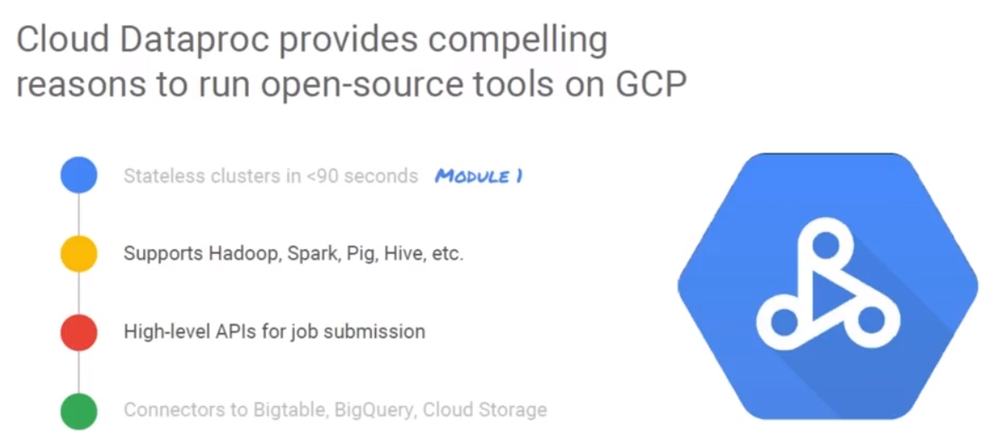 Cloud Dataproc provides compelling
reasons to run open-source tools on GCP
Stateless clusters in <90 seconds MODULE 1
Supports Hadoop, Spark, Pig, Hive, etc.
High-level APIs for job submission
Connectors to Bigtable, BigQuery, Cloud Storage